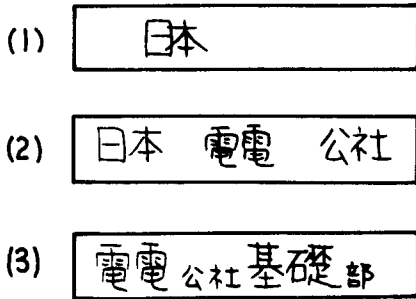 (1) 日本
(2) 日本 電電 公社
(3) 電電公社基礎部